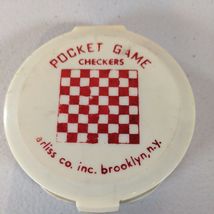 POCKET GAME
CHECKERS
arliss co. inc. brooklyn, n.y.